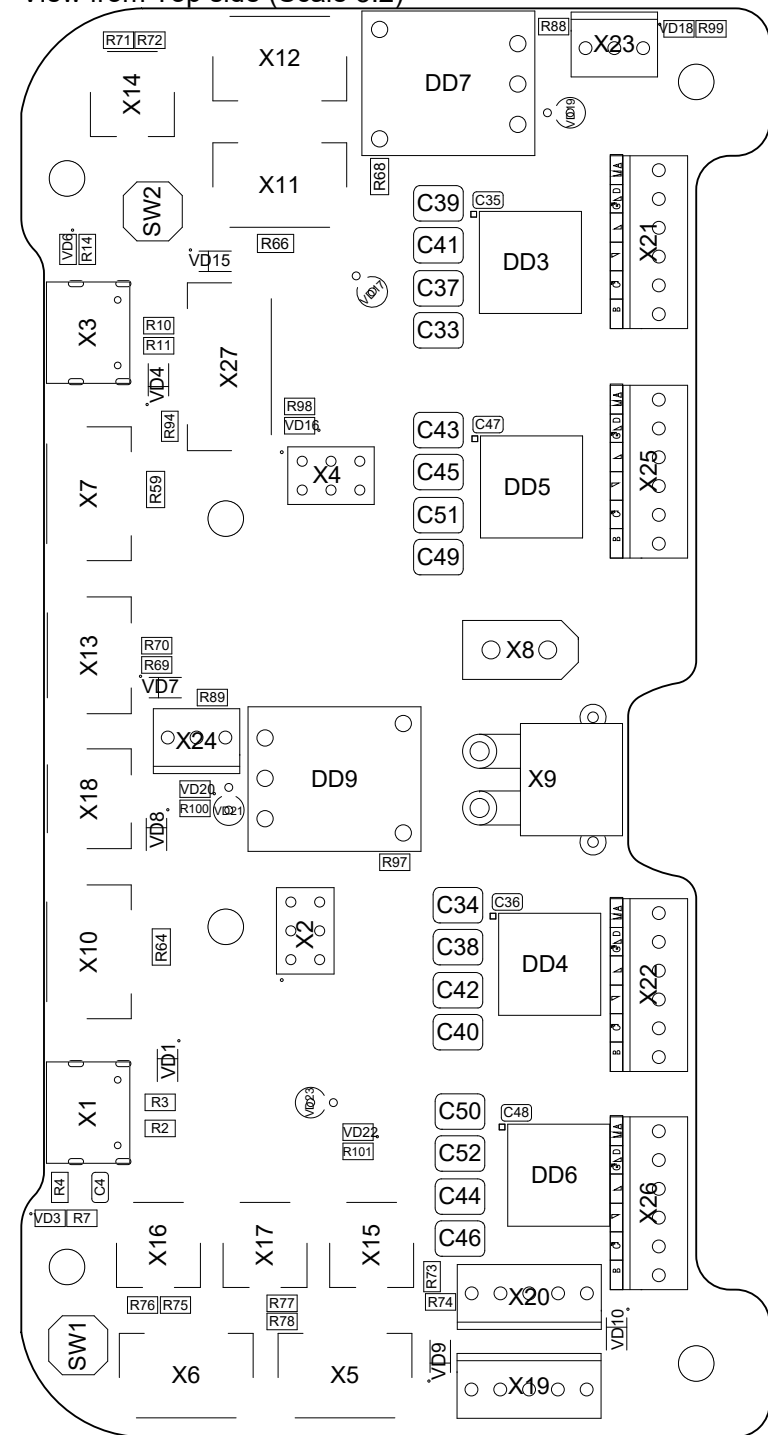 View from Top side (Scale 3:2)
R71 R72
X12
R88
X23
VD18 R99
X14
DD7
VD19
X11
R68
SW2
C39 C35
VD6 R14
R66
C41
DD3
X21
VD15
C37
VD17
X3
R10
R11
C33
X27
VD4
R94
R98
VD16
C43 C47
X4
C45
X7
R59
DD5
X25
C51
C49
X13
R70
R69
X8
VD7
R89
X24
DD9
X9
X18
VD20
R100
VD21
VD8
R97
C34 C36
X2
X10
R64
C38
DD4
X22
C42
C40
VD1
X1
R3
R2
VD23
C50 C48
VD22
R101
C52
DD6
R4 C4
C44
X26
VD3 R7
C46
X16
X17
X15
R73
R74
X20
R76 R75
R77
R78
VD10
SW1
VD9
X6
X5
X19